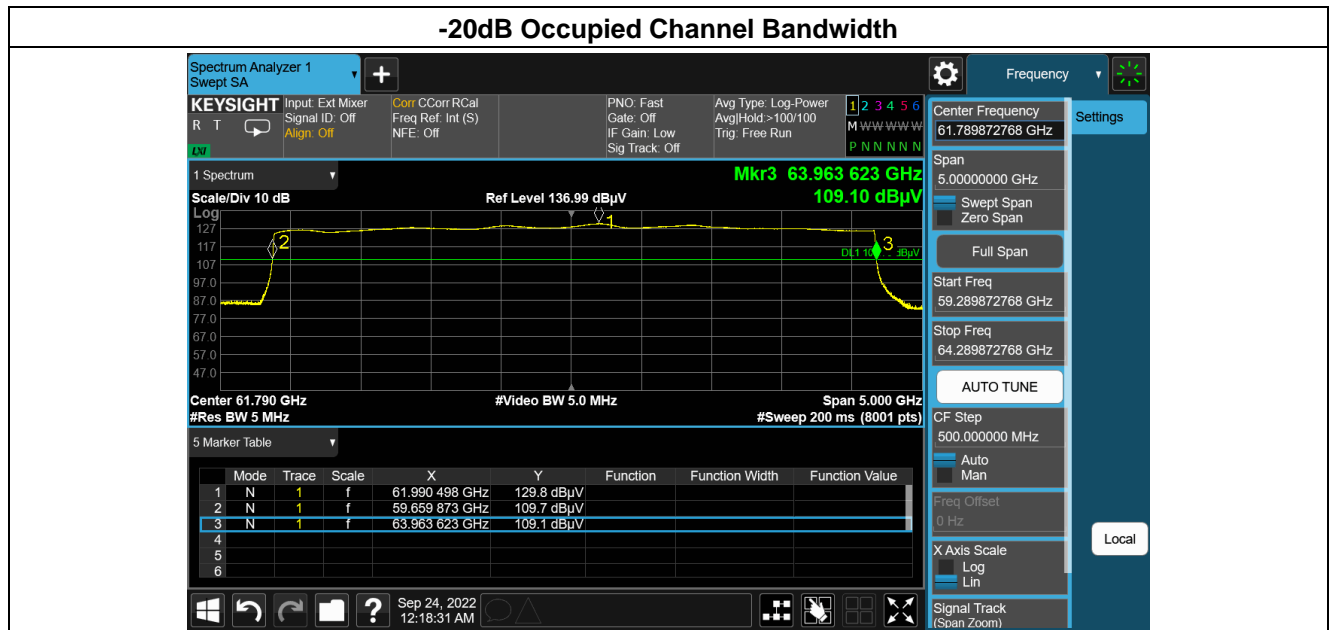 -20dB Occupied Channel Bandwidth
Spectrum Analyzer 1
Swept SA
Frequency
KEYSIGHT
R T
LXI
Input: Ext Mixer
Signal ID: Off
Align: Off
Corr CCorr RCal
Freq Ref: Int (S)
NFE: Off
PNO: Fast
Gate: Off
IF Gain: Low
Sig Track: Off
Avg Type: Log-Power
Avg|Hold:>100/100
Trig: Free Run
1 2 3 4 5 6
M W W W W W
P N N N N N
1 Spectrum
Scale/Div 10 dB
Ref Level 136.99 dBµV
Mkr3 63.963 623 GHz
109.10 dBµV
Log
127
117
107
97.0
87.0
77.0
67.0
57.0
47.0
1
2
3
DL1 dBµV
Center 61.790 GHz
#Video BW 5.0 MHz
Span 5.000 GHz
#Res BW 5 MHz
#Sweep 200 ms (8001 pts)
5 Marker Table
Mode Trace Scale X Y Function Function Width Function Value
1 N 1 f 61.990 498 GHz 129.8 dBµV
2 N 1 f 59.659 873 GHz 109.7 dBµV
3 N 1 f 63.963 623 GHz 109.1 dBµV
4
5
6
Sep 24, 2022
12:18:31 AM
Center Frequency
61.789872768 GHz
Span
5.00000000 GHz
Swept Span
Zero Span
Full Span
Start Freq
59.289872768 GHz
Stop Freq
64.289872768 GHz
AUTO TUNE
CF Step
500.000000 MHz
Auto
Man
Freq Offset
0 Hz
X Axis Scale
Log
Lin
Signal Track
(Span Zoom)
Settings
Local